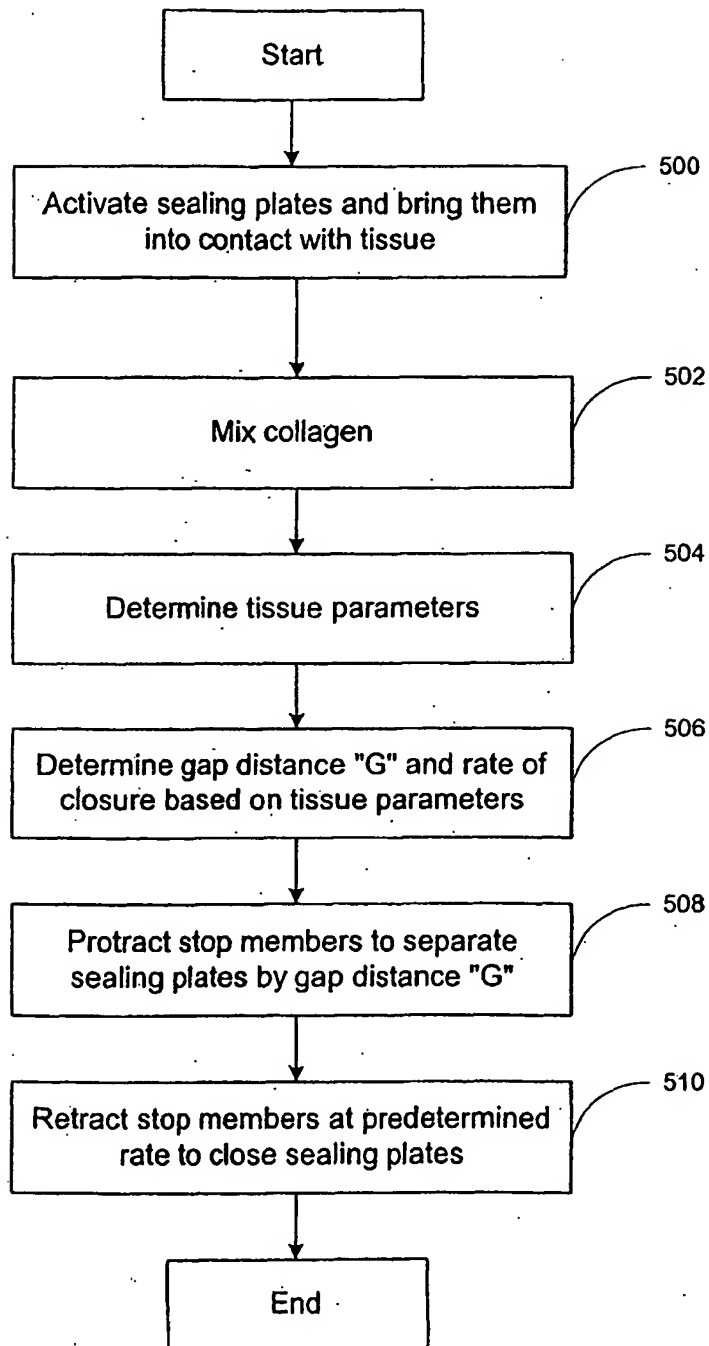 Start
500
Activate sealing plates and bring them
into contact with tissue
502
Mix collagen
504
Determine tissue parameters
506
Determine gap distance "G" and rate of
closure based on tissue parameters
508
Protract stop members to separate
sealing plates by gap distance "G"
510
Retract stop members at predetermined
rate to close sealing plates
End